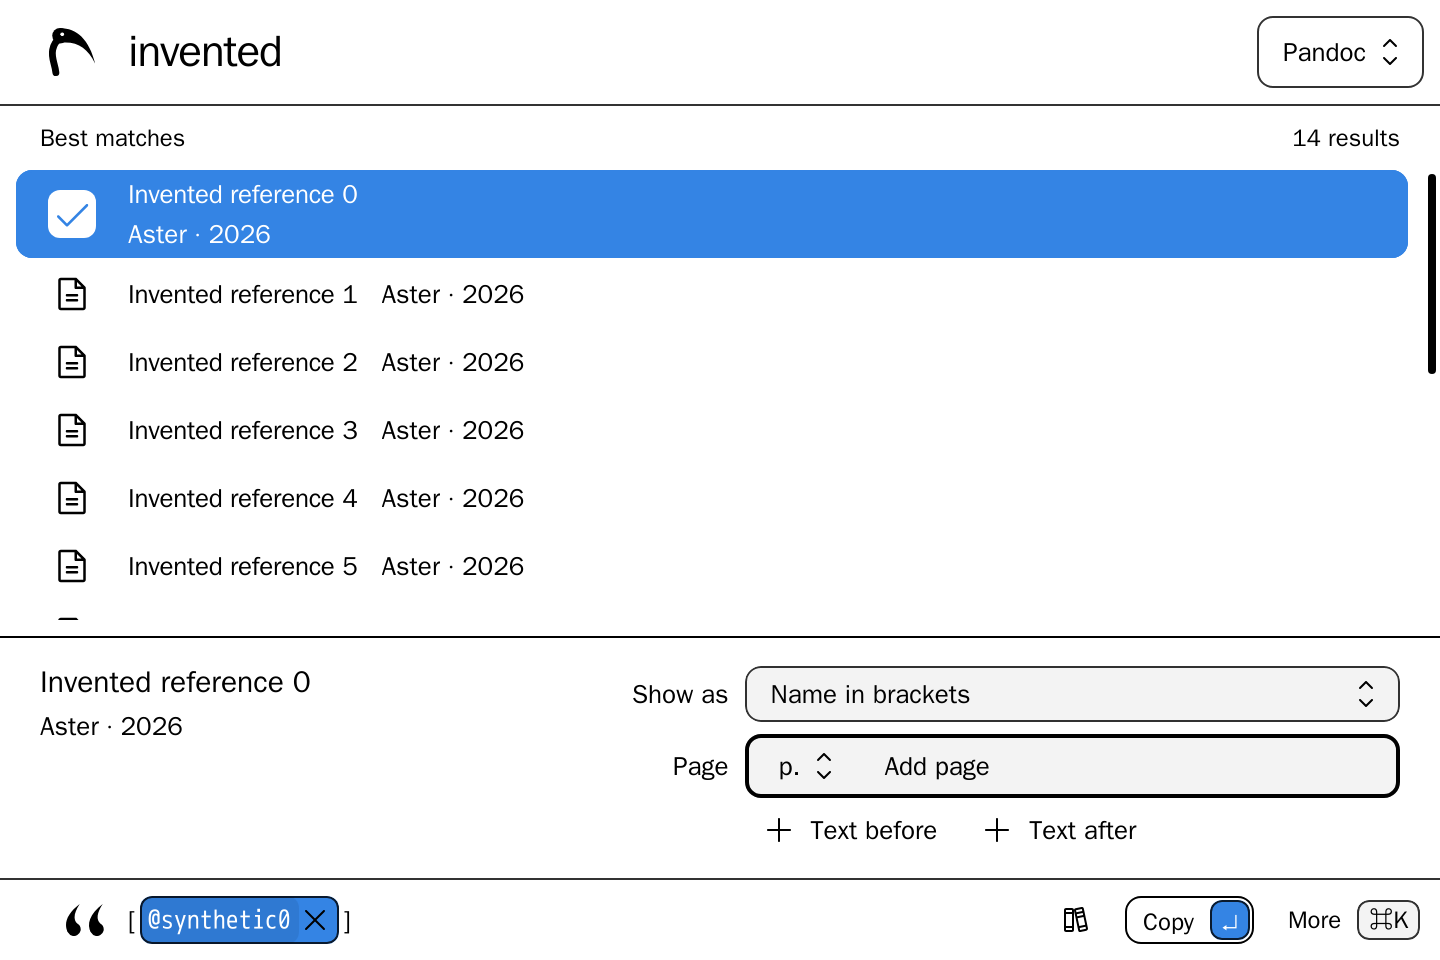 invented
Pandoc
Best matches
14 results
Invented reference 0
Aster · 2026
Invented reference 1 Aster · 2026
Invented reference 2 Aster · 2026
Invented reference 3 Aster · 2026
Invented reference 4 Aster · 2026
Invented reference 5 Aster · 2026
Invented reference 0
Aster · 2026
Show as Name in brackets
Page p. Add page
Text before Text after
[@synthetic0]
Copy
More ⌘K